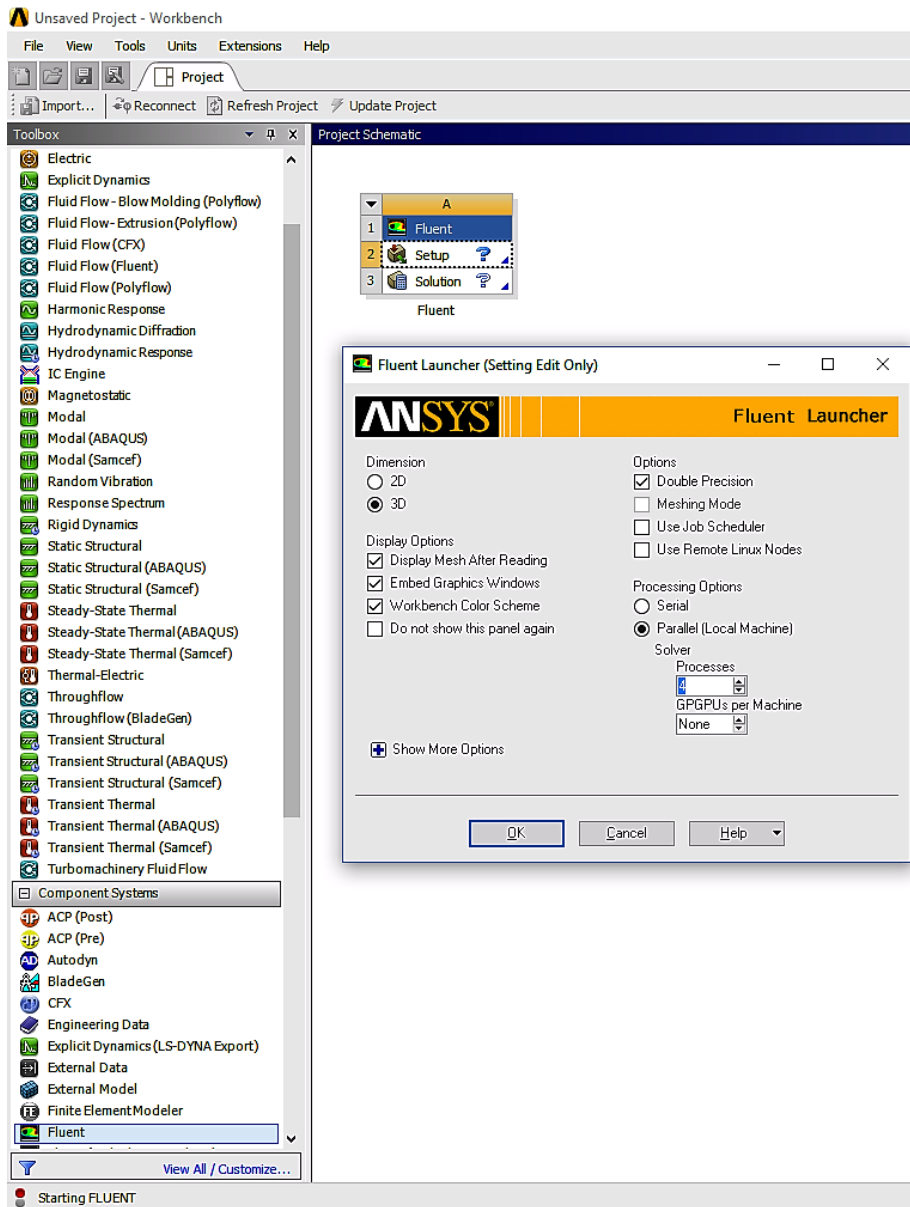 Unsaved Project - Workbench
File View Tools Units Extensions Help
Project
Import... Reconnect Refresh Project Update Project
Toolbox
Electric
Explicit Dynamics
Fluid Flow - Blow Molding (Polyflow)
Fluid Flow - Extrusion (Polyflow)
Fluid Flow (CFX)
Fluid Flow (Fluent)
Fluid Flow (Polyflow)
Harmonic Response
Hydrodynamic Diffraction
Hydrodynamic Response
IC Engine
Magnetostatic
Modal
Modal (ABAQUS)
Modal (Samcef)
Random Vibration
Response Spectrum
Rigid Dynamics
Static Structural
Static Structural (ABAQUS)
Static Structural (Samcef)
Steady-State Thermal
Steady-State Thermal (ABAQUS)
Steady-State Thermal (Samcef)
Thermal-Electric
Throughflow
Throughflow (BladeGen)
Transient Structural
Transient Structural (ABAQUS)
Transient Structural (Samcef)
Transient Thermal
Transient Thermal (ABAQUS)
Transient Thermal (Samcef)
Turbomachinery Fluid Flow
Component Systems
ACP (Post)
ACP (Pre)
Autodyn
BladeGen
CFX
Engineering Data
Explicit Dynamics (LS-DYNA Export)
External Data
External Model
Finite Element Modeler
Fluent
View All / Customize...
Starting FLUENT
Project Schematic
A
1 Fluent
2 Setup ?
3 Solution ?
Fluent
Fluent Launcher (Setting Edit Only)
ANSYS Fluent Launcher
Dimension
2D
3D
Display Options
Display Mesh After Reading
Embed Graphics Windows
Workbench Color Scheme
Do not show this panel again
Show More Options
Options
Double Precision
Meshing Mode
Use Job Scheduler
Use Remote Linux Nodes
Processing Options
Serial
Parallel (Local Machine)
Solver
Processes
4
GPGPUs per Machine
None
OK Cancel Help